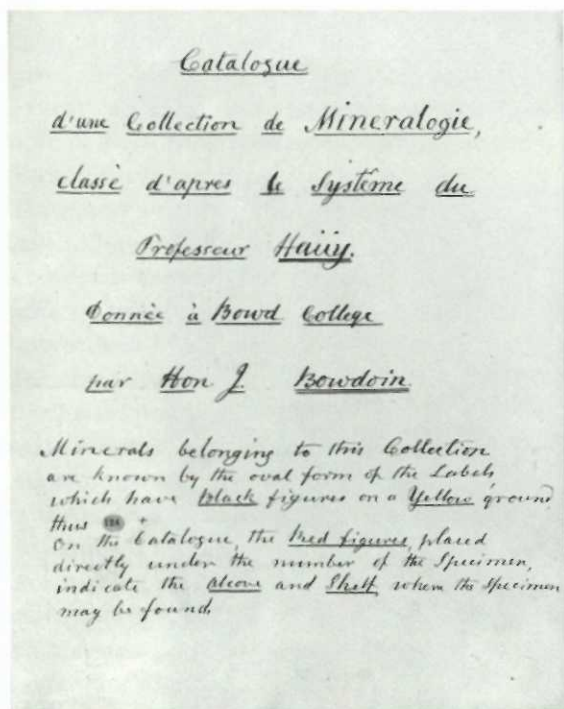 Catalogue
d'une Collection de Mineralogie,
classé d'apres le Système du
Professeur Haüy.
Donnée à Bowd College
par Hon J. Bowdoin
Minerals belonging to this Collection
are known by the oval form of the Labels,
which have Black figures on a Yellow ground
thus +
On the Catalogue, the Red figures, placed
directly under the number of the Specimen,
indicate the alcove and Shelf, where the Specimen
may be found.